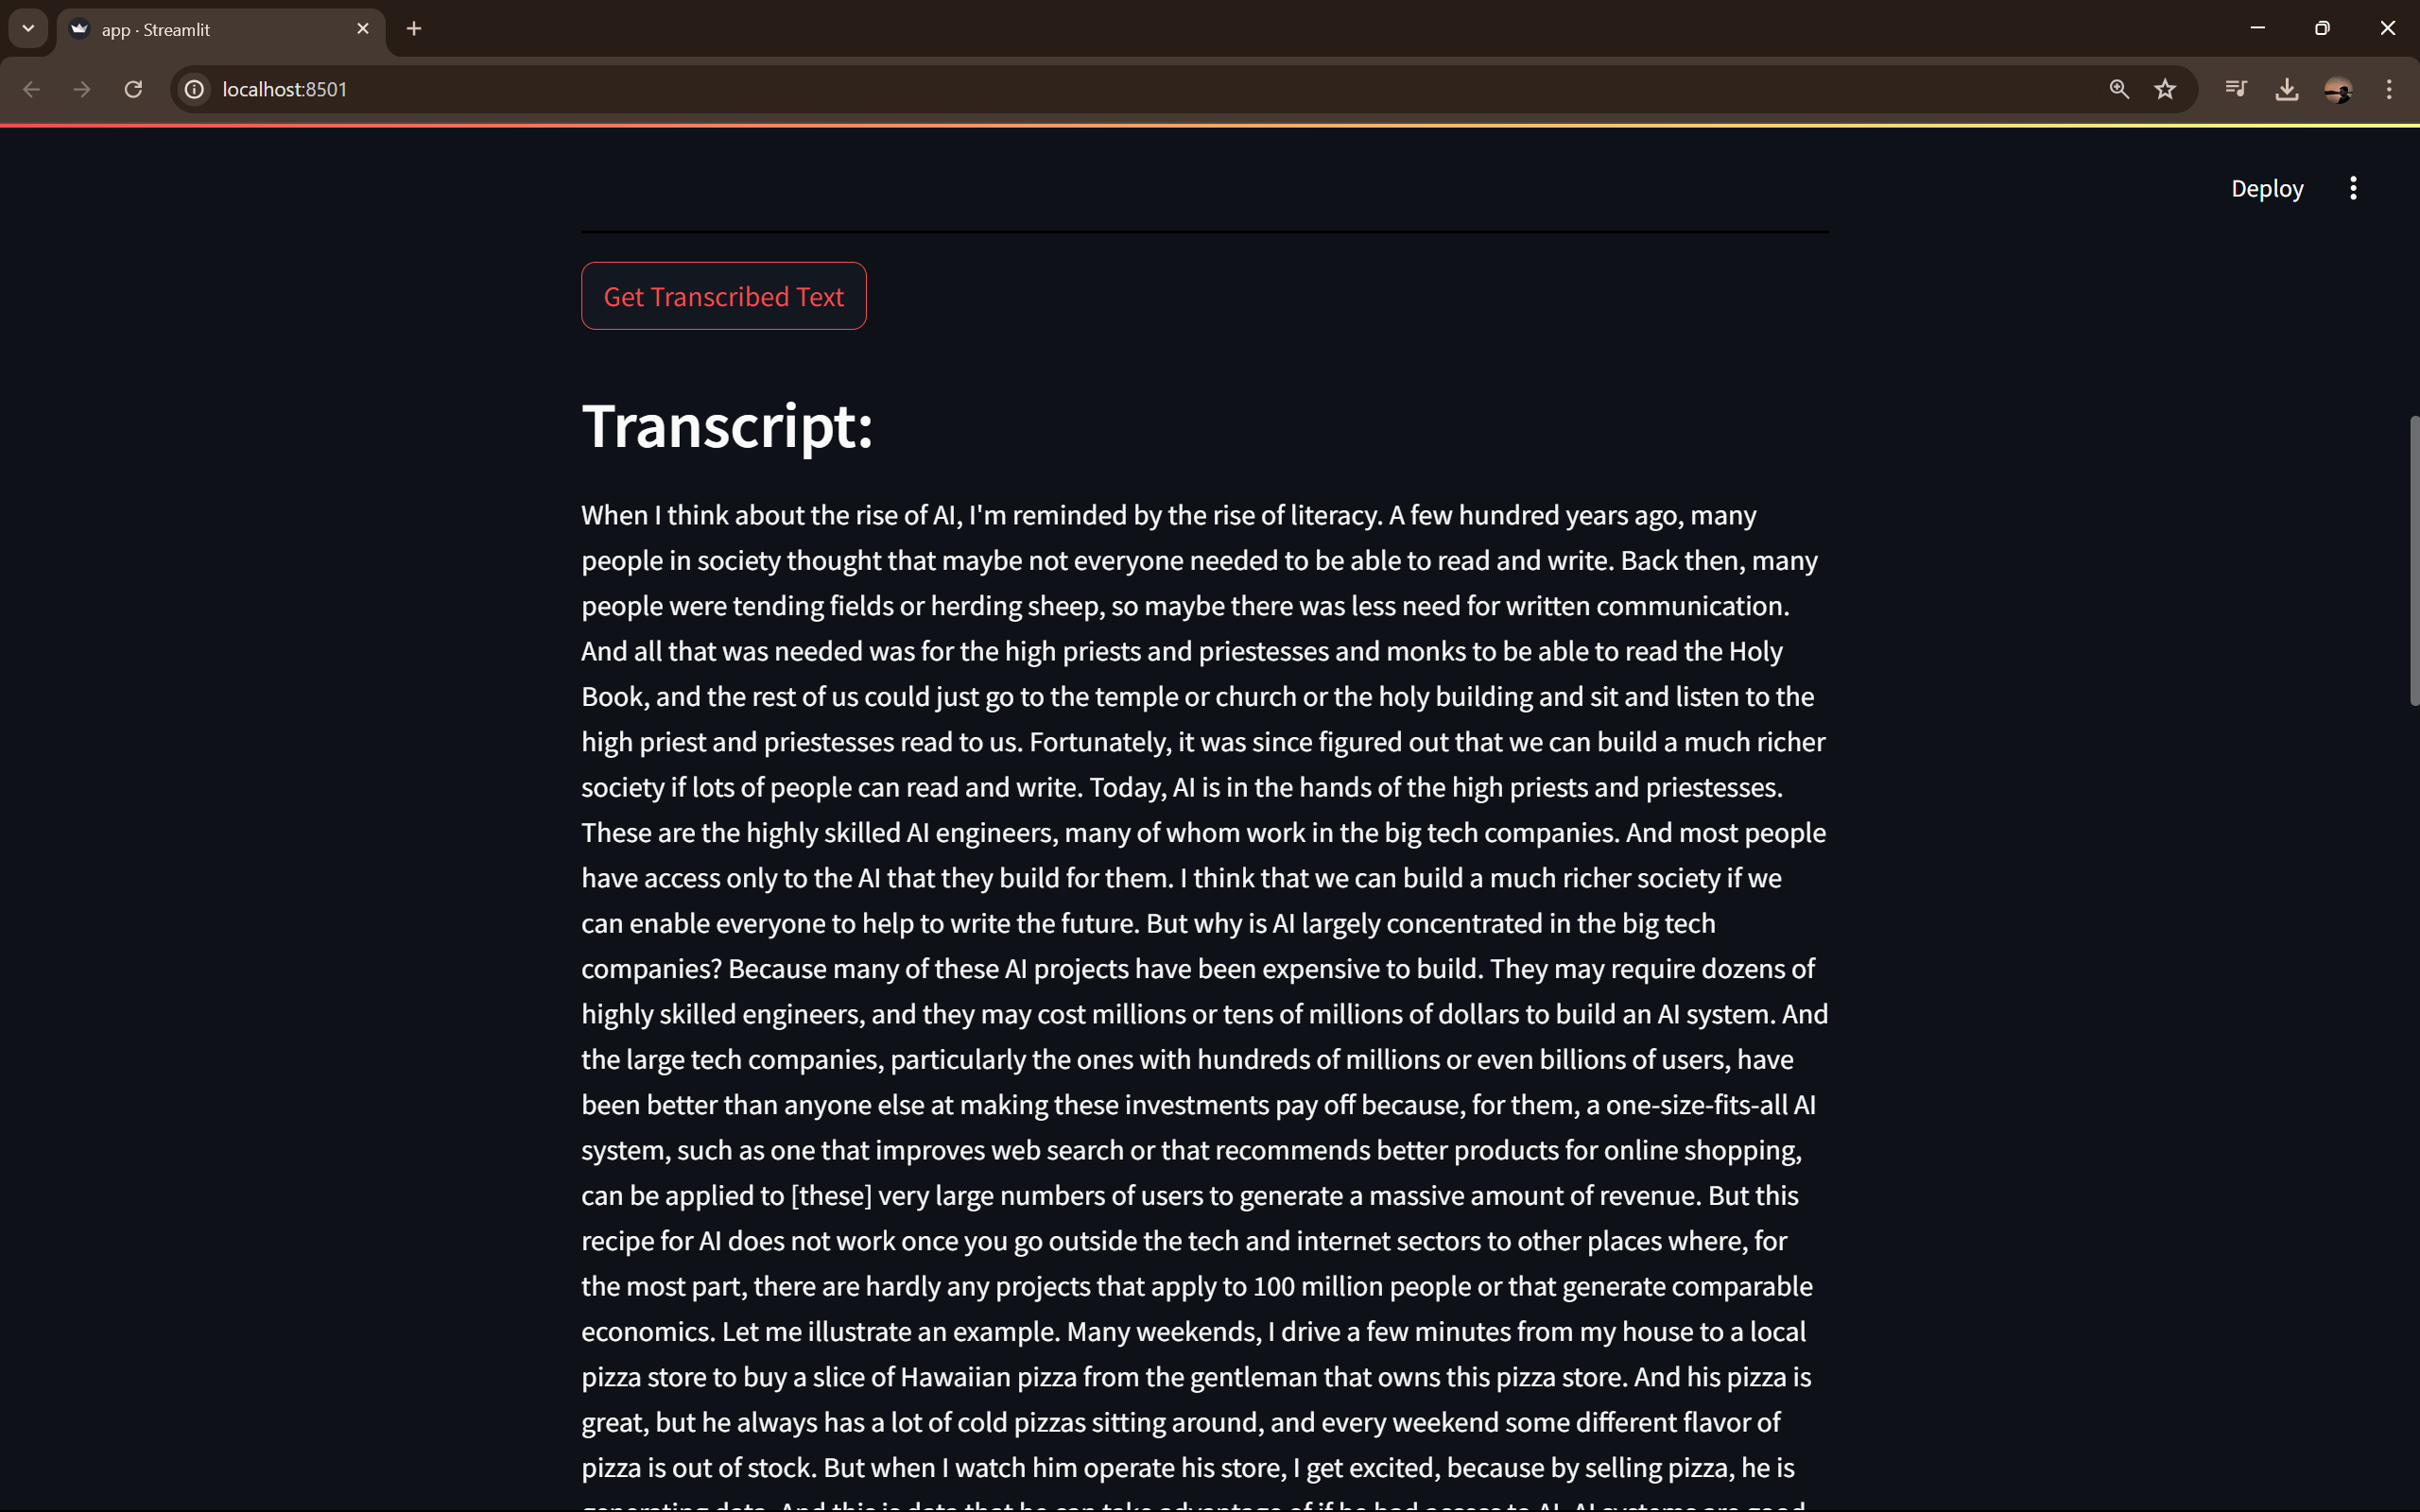 app · Streamlit
localhost:8501
Deploy
Get Transcribed Text
Transcript:
When I think about the rise of AI, I'm reminded by the rise of literacy. A few hundred years ago, many
people in society thought that maybe not everyone needed to be able to read and write. Back then, many
people were tending fields or herding sheep, so maybe there was less need for written communication.
And all that was needed was for the high priests and priestesses and monks to be able to read the Holy
Book, and the rest of us could just go to the temple or church or the holy building and sit and listen to the
high priest and priestesses read to us. Fortunately, it was since figured out that we can build a much richer
society if lots of people can read and write. Today, AI is in the hands of the high priests and priestesses.
These are the highly skilled AI engineers, many of whom work in the big tech companies. And most people
have access only to the AI that they build for them. I think that we can build a much richer society if we
can enable everyone to help to write the future. But why is AI largely concentrated in the big tech
companies? Because many of these AI projects have been expensive to build. They may require dozens of
highly skilled engineers, and they may cost millions or tens of millions of dollars to build an AI system. And
the large tech companies, particularly the ones with hundreds of millions or even billions of users, have
been better than anyone else at making these investments pay off because, for them, a one-size-fits-all AI
system, such as one that improves web search or that recommends better products for online shopping,
can be applied to [these] very large numbers of users to generate a massive amount of revenue. But this
recipe for AI does not work once you go outside the tech and internet sectors to other places where, for
the most part, there are hardly any projects that apply to 100 million people or that generate comparable
economics. Let me illustrate an example. Many weekends, I drive a few minutes from my house to a local
pizza store to buy a slice of Hawaiian pizza from the gentleman that owns this pizza store. And his pizza is
great, but he always has a lot of cold pizzas sitting around, and every weekend some different flavor of
pizza is out of stock. But when I watch him operate his store, I get excited, because by selling pizza, he is
generating data. And this is data that he can take advantage of if he had access to AI. AI systems are good